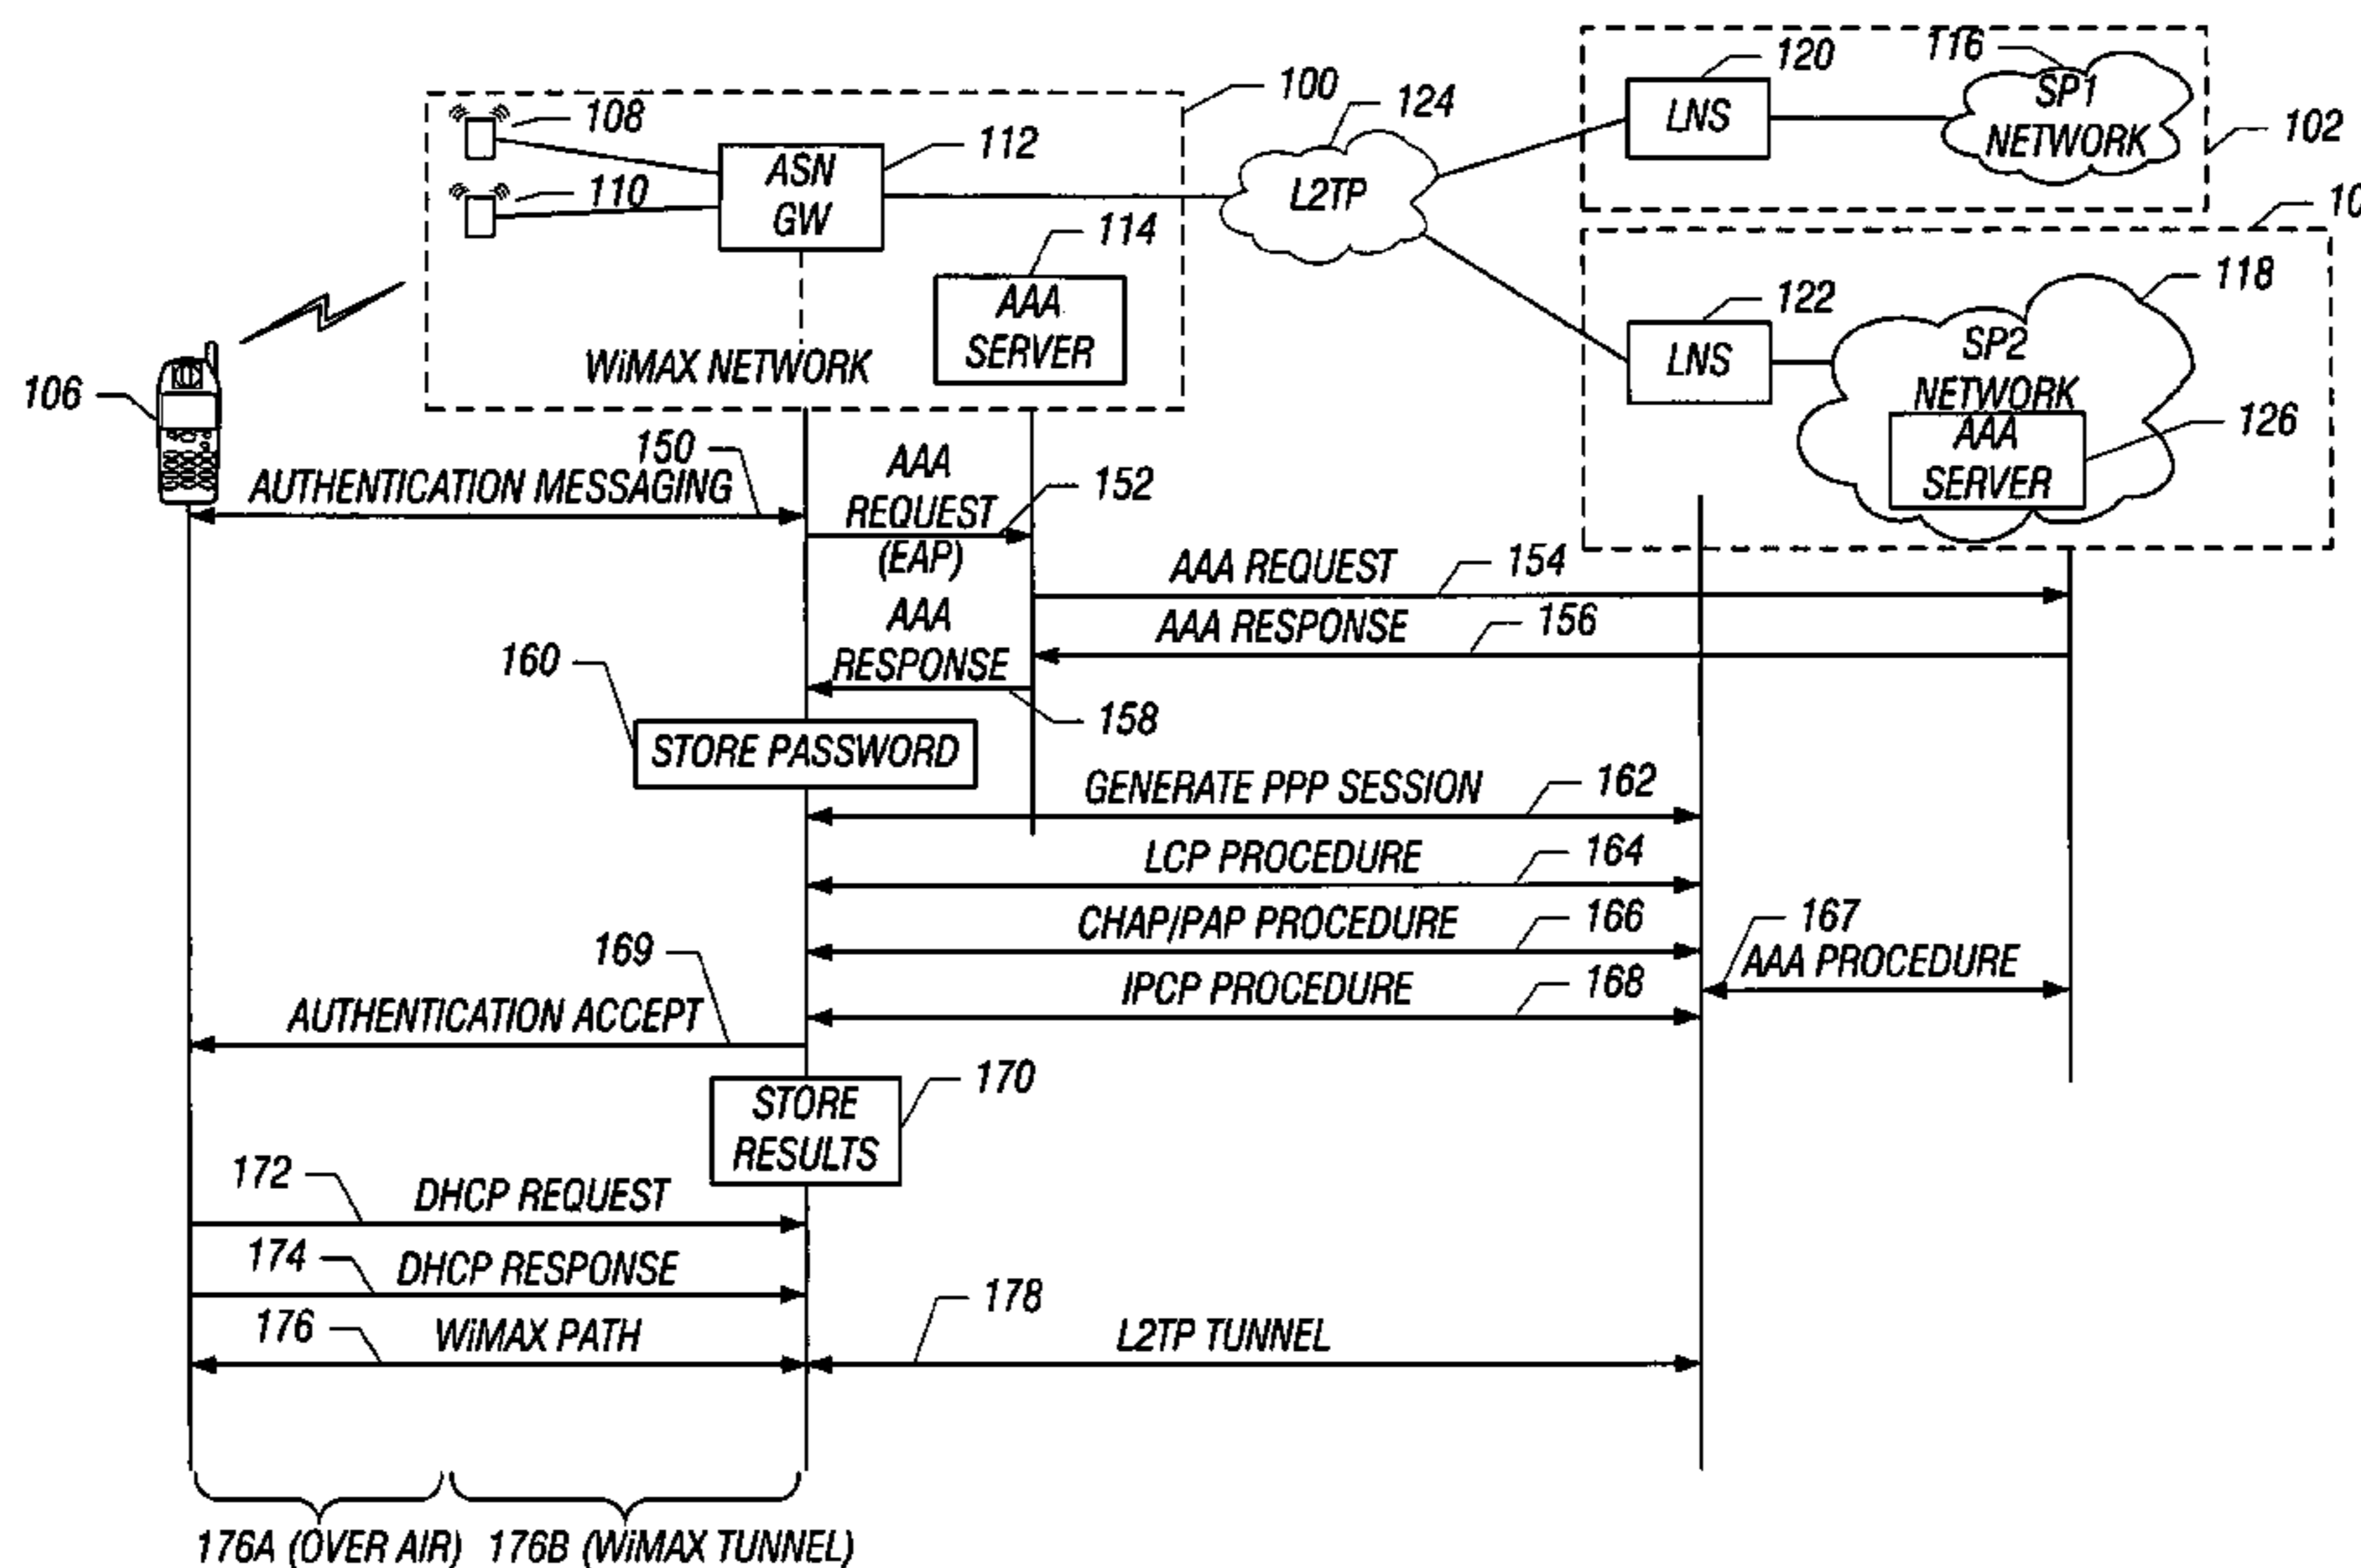 108
110
ASN
GW
112
100
AAA
SERVER
114
WiMAX NETWORK
106
L2TP
124
LNS
120
116
SP1
NETWORK
102
10
LNS
122
SP2
NETWORK
118
AAA
SERVER
126
150
AUTHENTICATION MESSAGING
AAA
REQUEST
(EAP)
152
AAA REQUEST
154
AAA RESPONSE
156
AAA
RESPONSE
158
160
STORE PASSWORD
GENERATE PPP SESSION
162
LCP PROCEDURE
164
CHAP/PAP PROCEDURE
166
167
AAA PROCEDURE
IPCP PROCEDURE
168
169
AUTHENTICATION ACCEPT
STORE
RESULTS
170
172
DHCP REQUEST
174
DHCP RESPONSE
176
WiMAX PATH
178
L2TP TUNNEL
176A (OVER AIR)
176B (WiMAX TUNNEL)